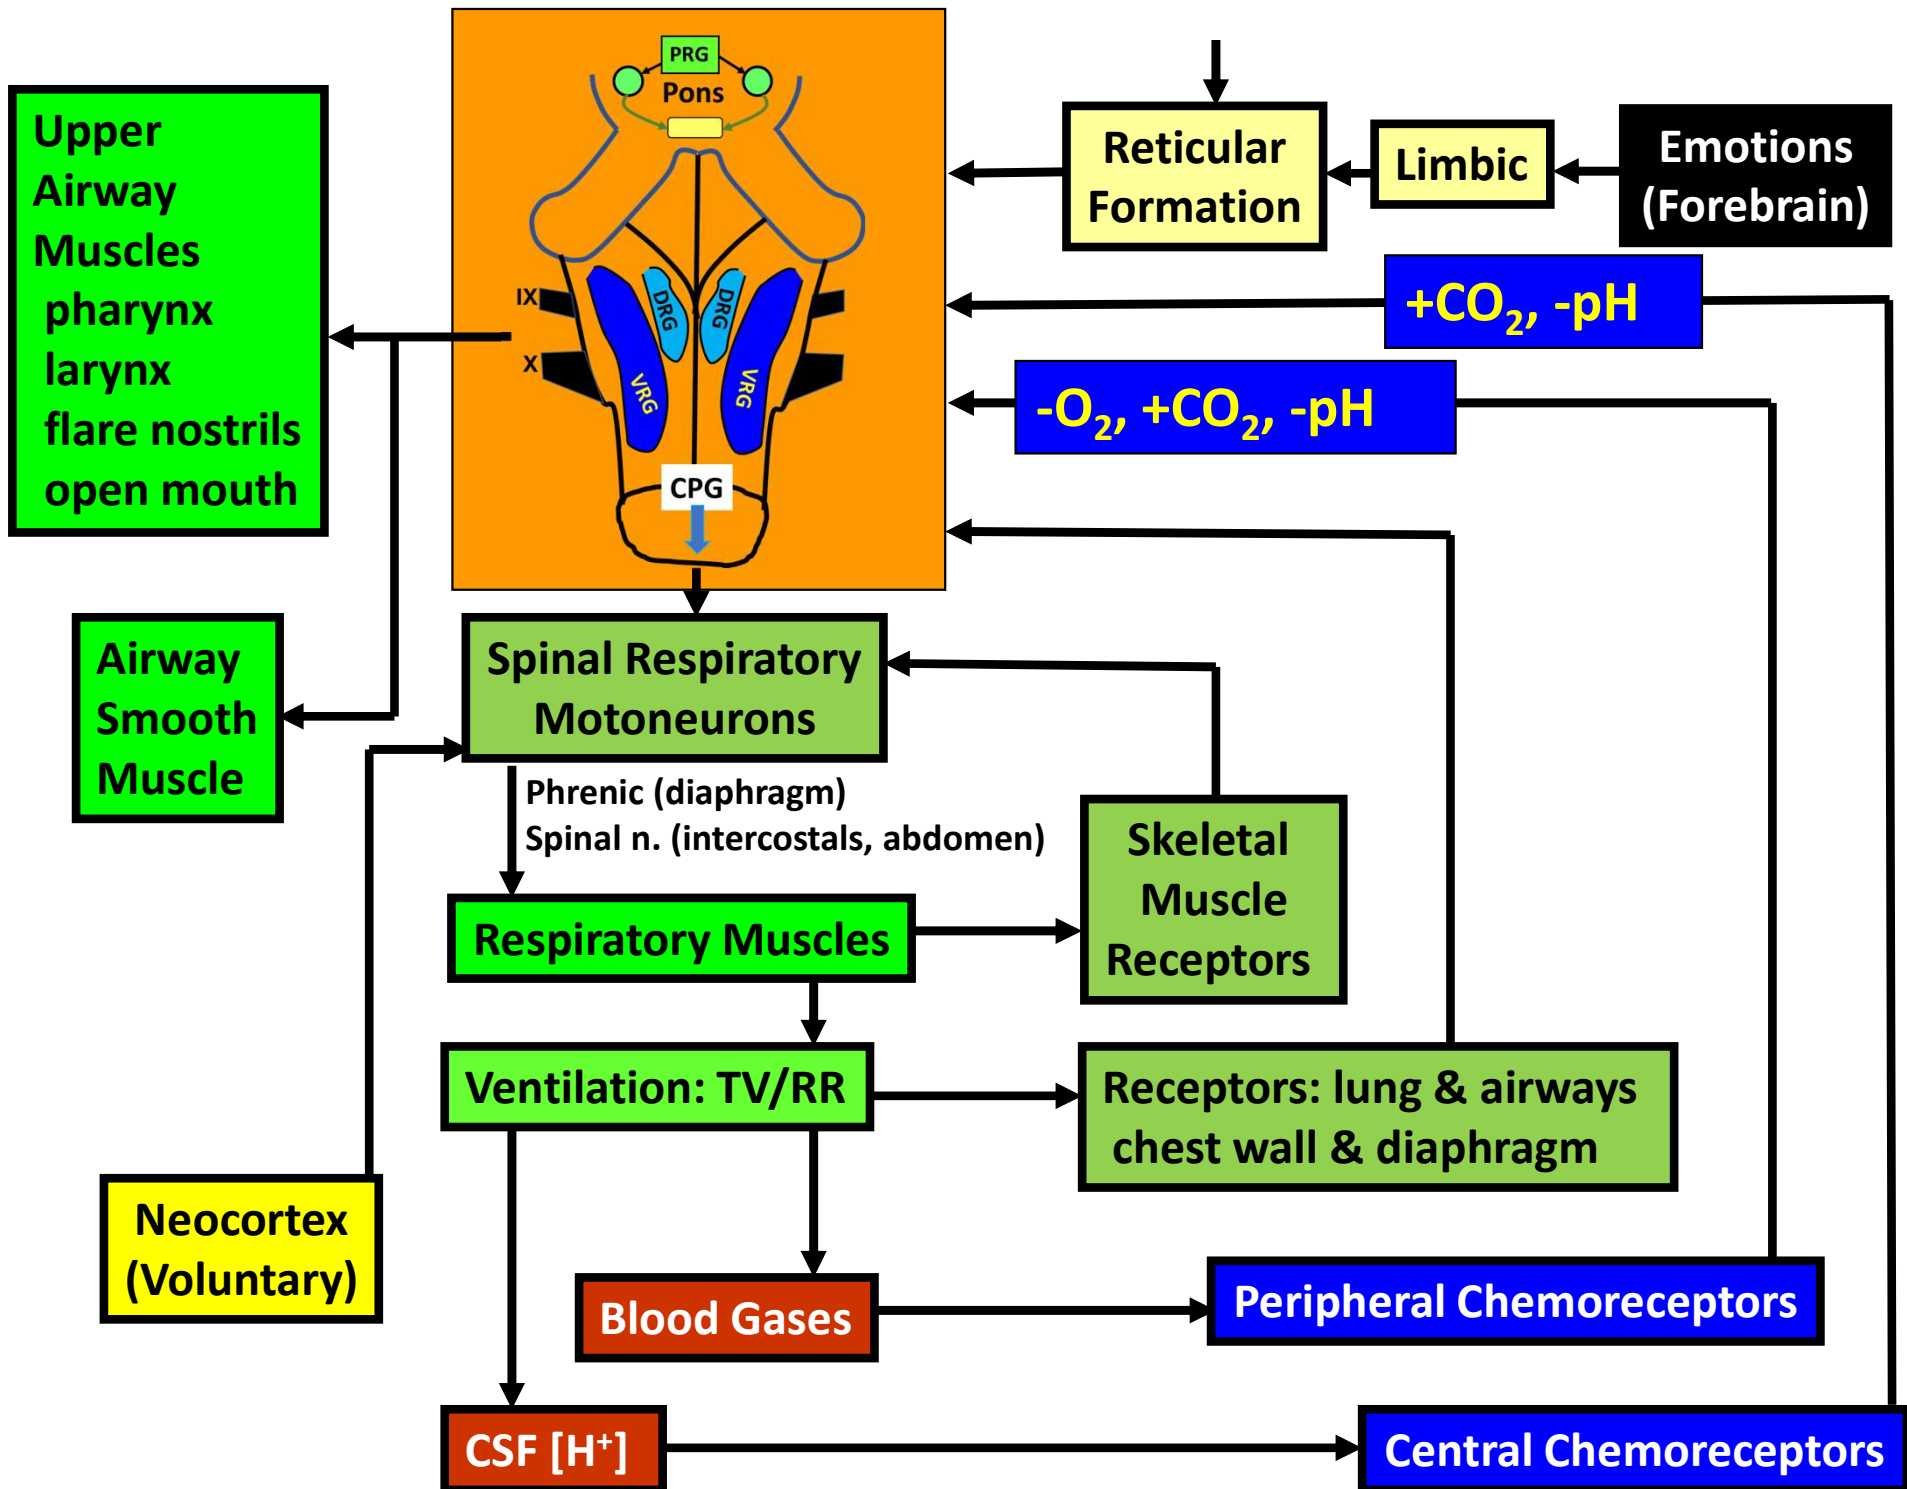 PRG
Pons
Upper
Airway
Muscles
pharynx
larynx
flare nostrils
open mouth
Reticular
Formation
Limbic
Emotions
(Forebrain)
IX
X
DRG
DRG
VRG
VRG
CPG
+CO₂, -pH
-O₂, +CO₂, -pH
Airway
Smooth
Muscle
Spinal Respiratory
Motoneurons
Phrenic (diaphragm)
Spinal n. (intercostals, abdomen)
Skeletal
Muscle
Receptors
Respiratory Muscles
Ventilation: TV/RR
Receptors: lung & airways
chest wall & diaphragm
Neocortex
(Voluntary)
Blood Gases
Peripheral Chemoreceptors
CSF [H⁺]
Central Chemoreceptors